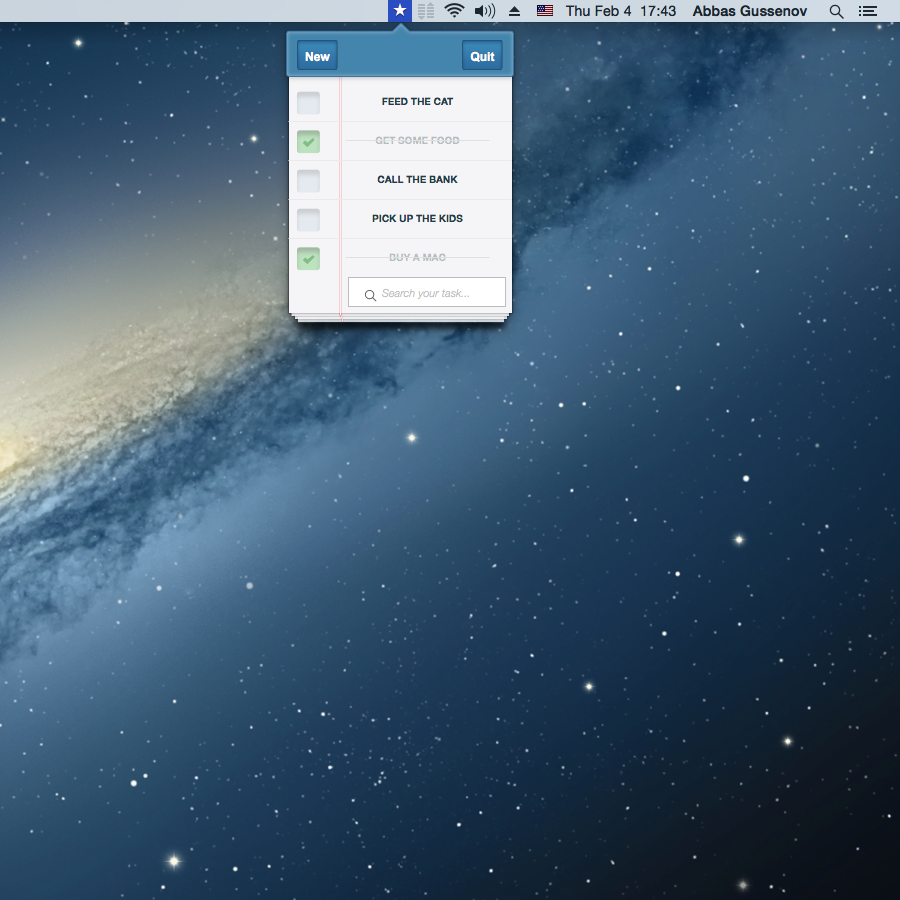 Thu Feb 4 17:43 Abbas Gussenov
New Quit
FEED THE CAT
GET SOME FOOD
CALL THE BANK
PICK UP THE KIDS
BUY A MAC
Search your task...